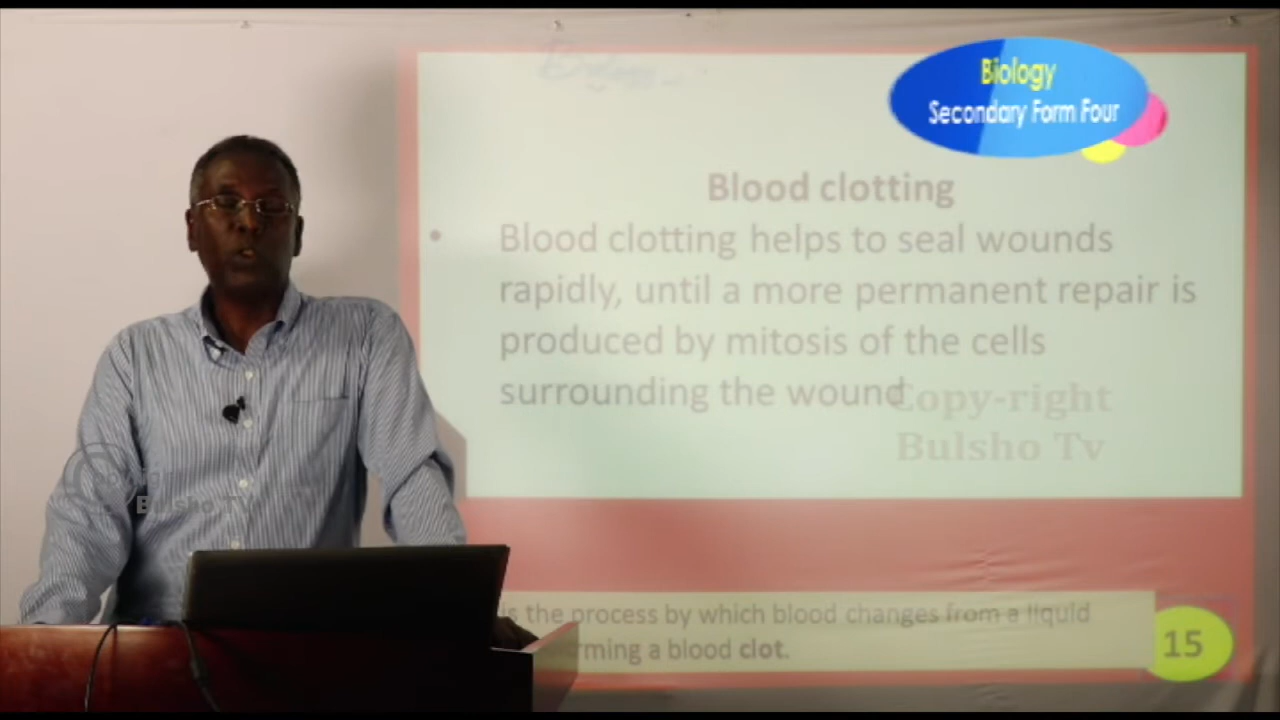 Biology
Secondary Form Four
Blood clotting
• Blood clotting helps to seal wounds
rapidly, until a more permanent repair is
produced by mitosis of the cells
surrounding the wound
Copy-right
Bulsho Tv
Bulsho TV
is the process by which blood changes from a liquid
rming a blood clot.
15